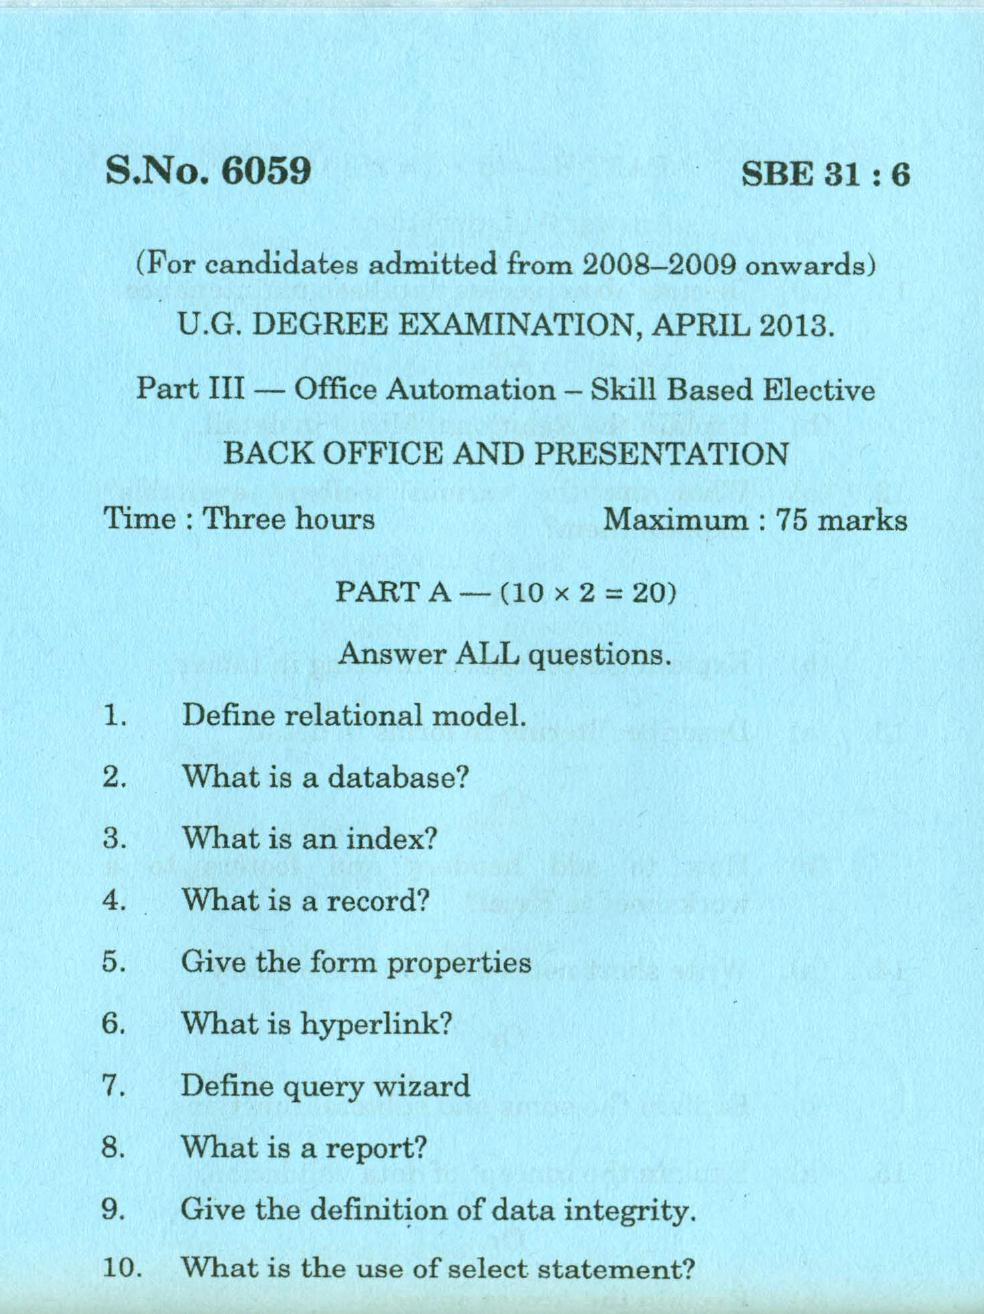 S.No. 6059 SBE 31 : 6
(For candidates admitted from 2008–2009 onwards)
U.G. DEGREE EXAMINATION, APRIL 2013.
Part III — Office Automation – Skill Based Elective
BACK OFFICE AND PRESENTATION
Time : Three hours Maximum : 75 marks
PART A — (10 × 2 = 20)
Answer ALL questions.
1. Define relational model.
2. What is a database?
3. What is an index?
4. What is a record?
5. Give the form properties
6. What is hyperlink?
7. Define query wizard
8. What is a report?
9. Give the definition of data integrity.
10. What is the use of select statement?